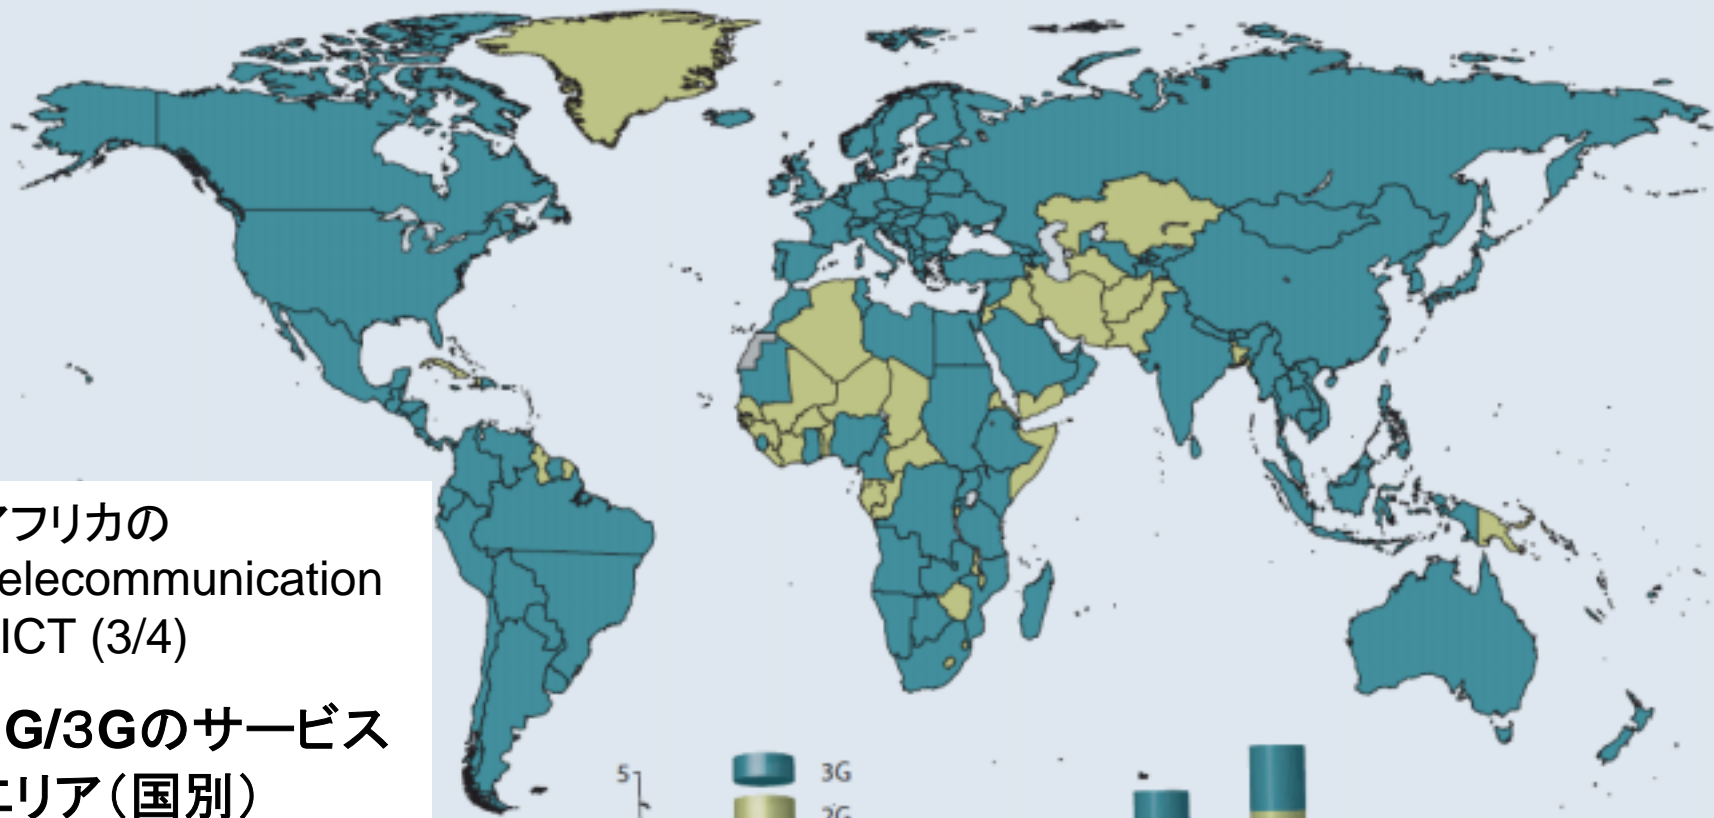 アフリカの
elecommunication
ICT (3/4)
G/3Gのサービス
エリア（国別）
5
3G
2G